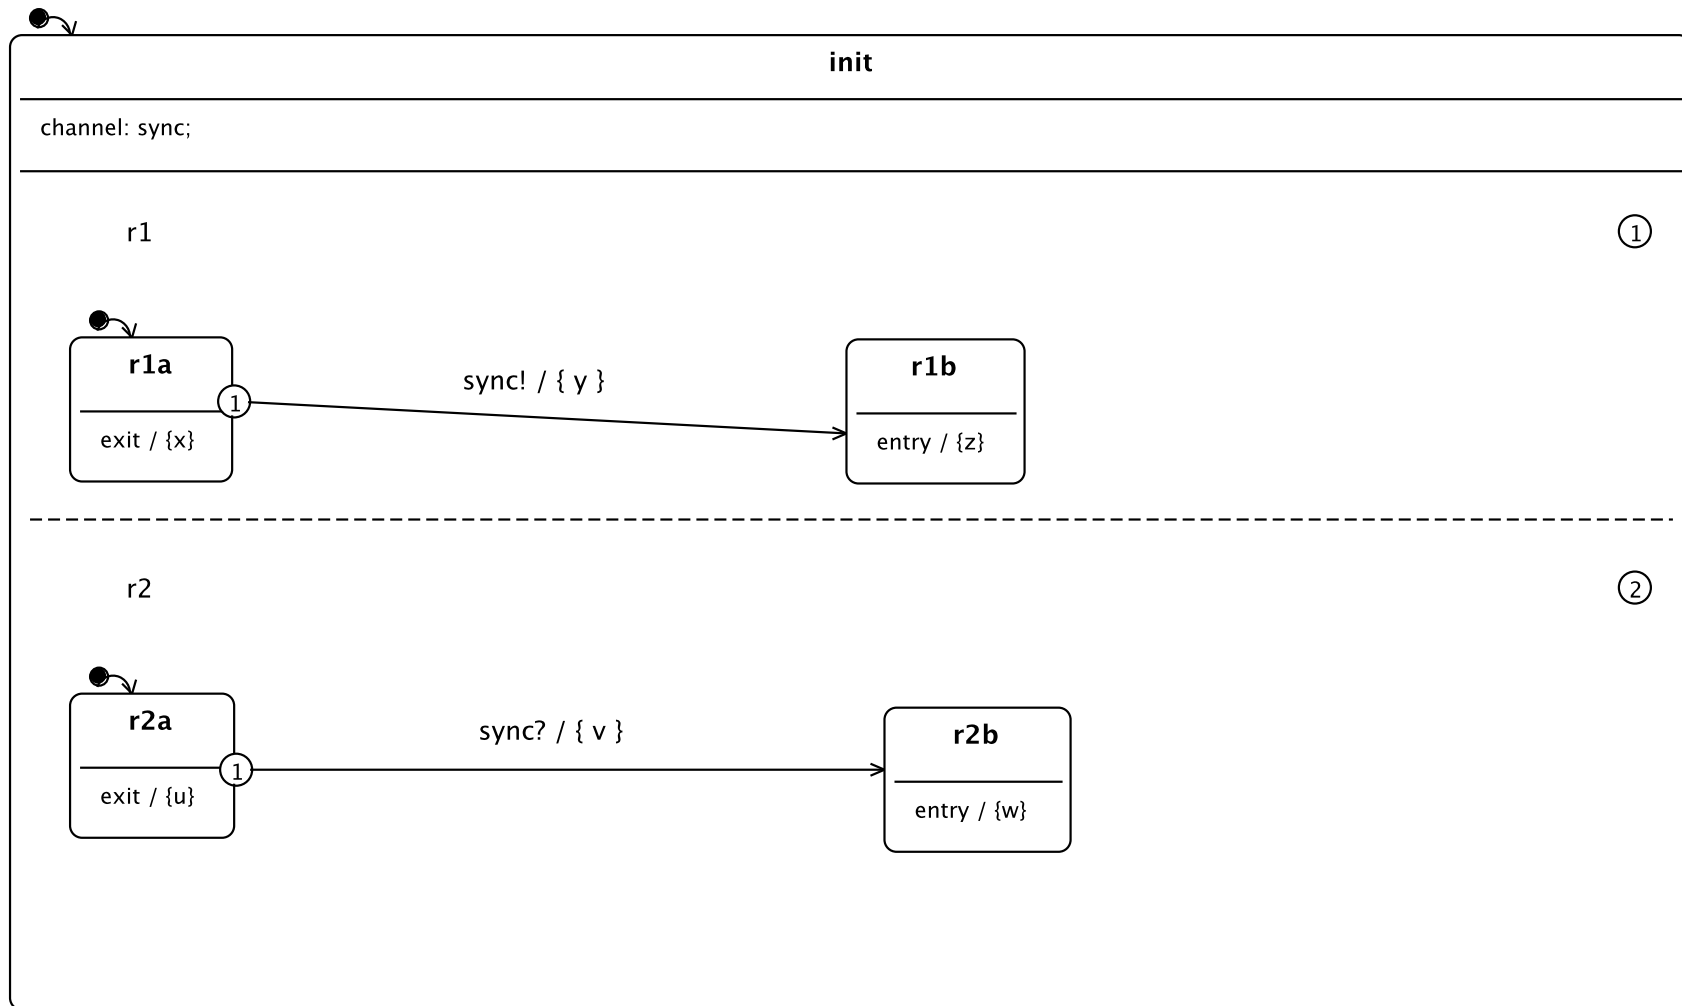 init
channel: sync;
r1
1
r1a
1
exit / {x}
sync! / { y }
r1b
entry / {z}
r2
2
r2a
1
exit / {u}
sync? / { v }
r2b
entry / {w}